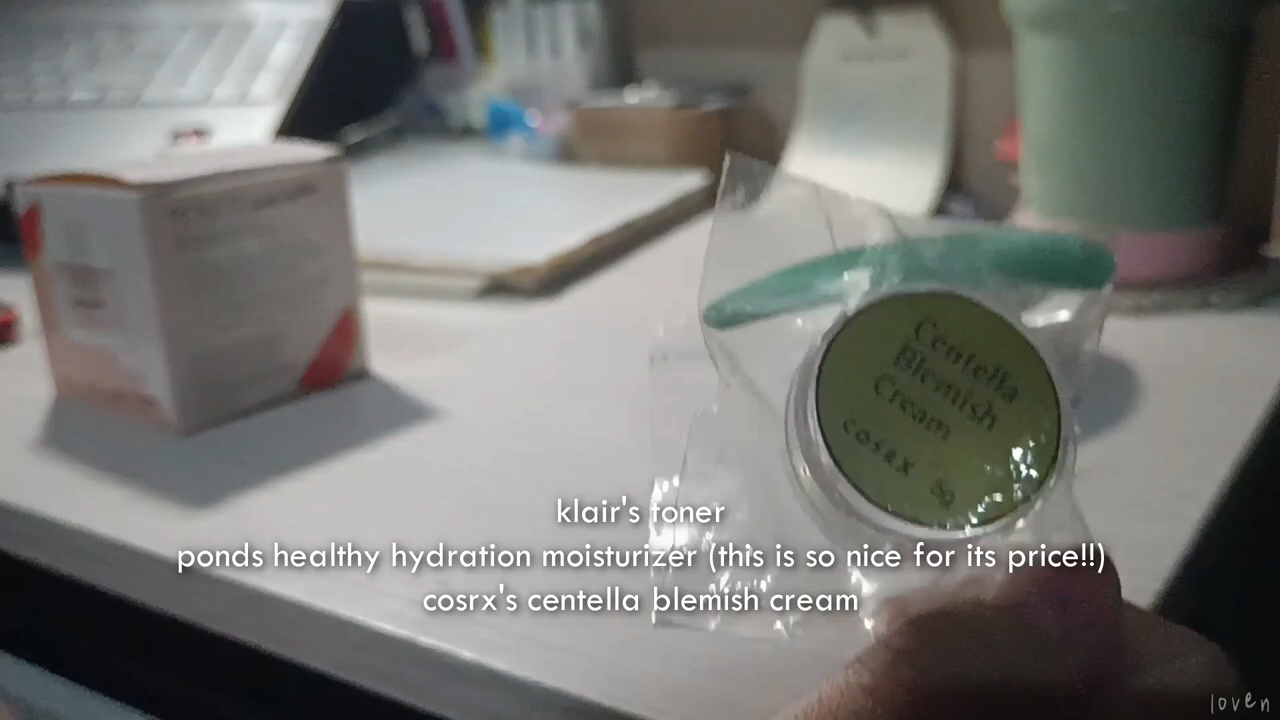 Centella
Blemish
Cream
cosrx 5g
klair's toner
ponds healthy hydration moisturizer (this is so nice for its price!!)
cosrx's centella blemish cream
loven